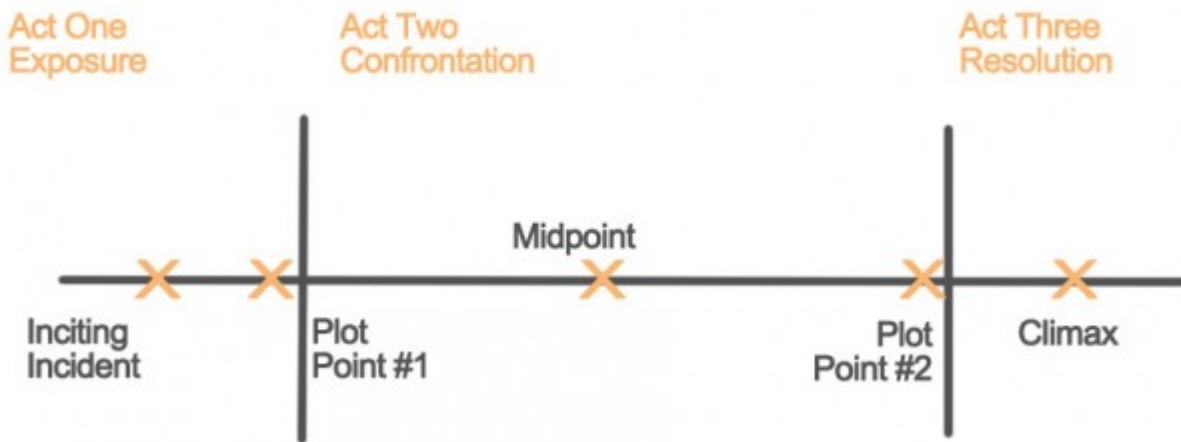 Act One
Exposure
Act Two
Confrontation
Act Three
Resolution
Midpoint
Inciting
Incident
Plot
Point #1
Plot
Point #2
Climax